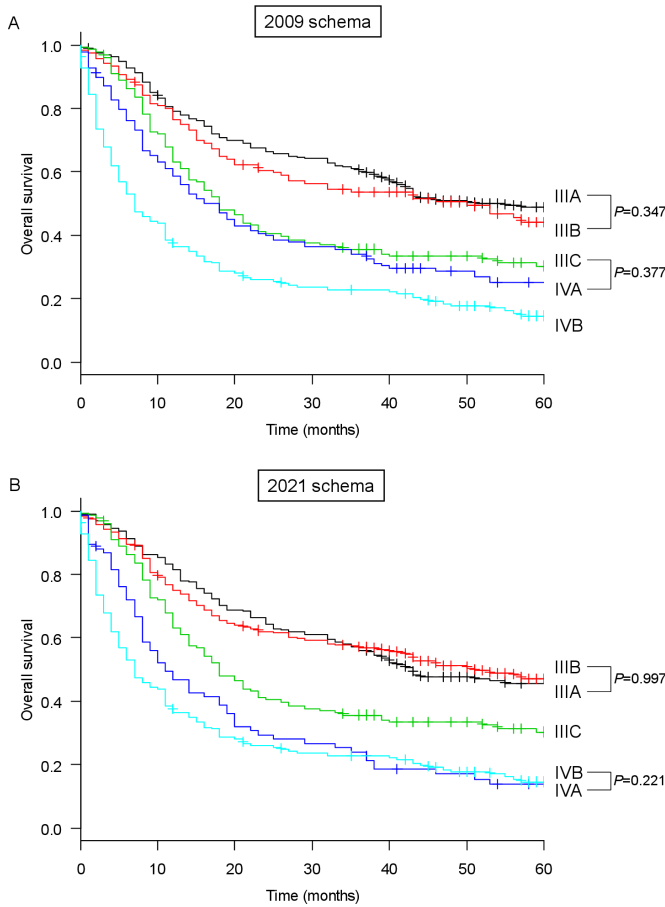 A
2009 schema
1.0
0.8
0.6
0.4
0.2
0.0
Overall survival
IIIA
IIIB
P=0.347
IIIC
IVA
P=0.377
IVB
0 10 20 30 40 50 60
Time (months)
B
2021 schema
1.0
0.8
0.6
0.4
0.2
0.0
Overall survival
IIIB
IIIA
P=0.997
IIIC
IVB
IVA
P=0.221
0 10 20 30 40 50 60
Time (months)